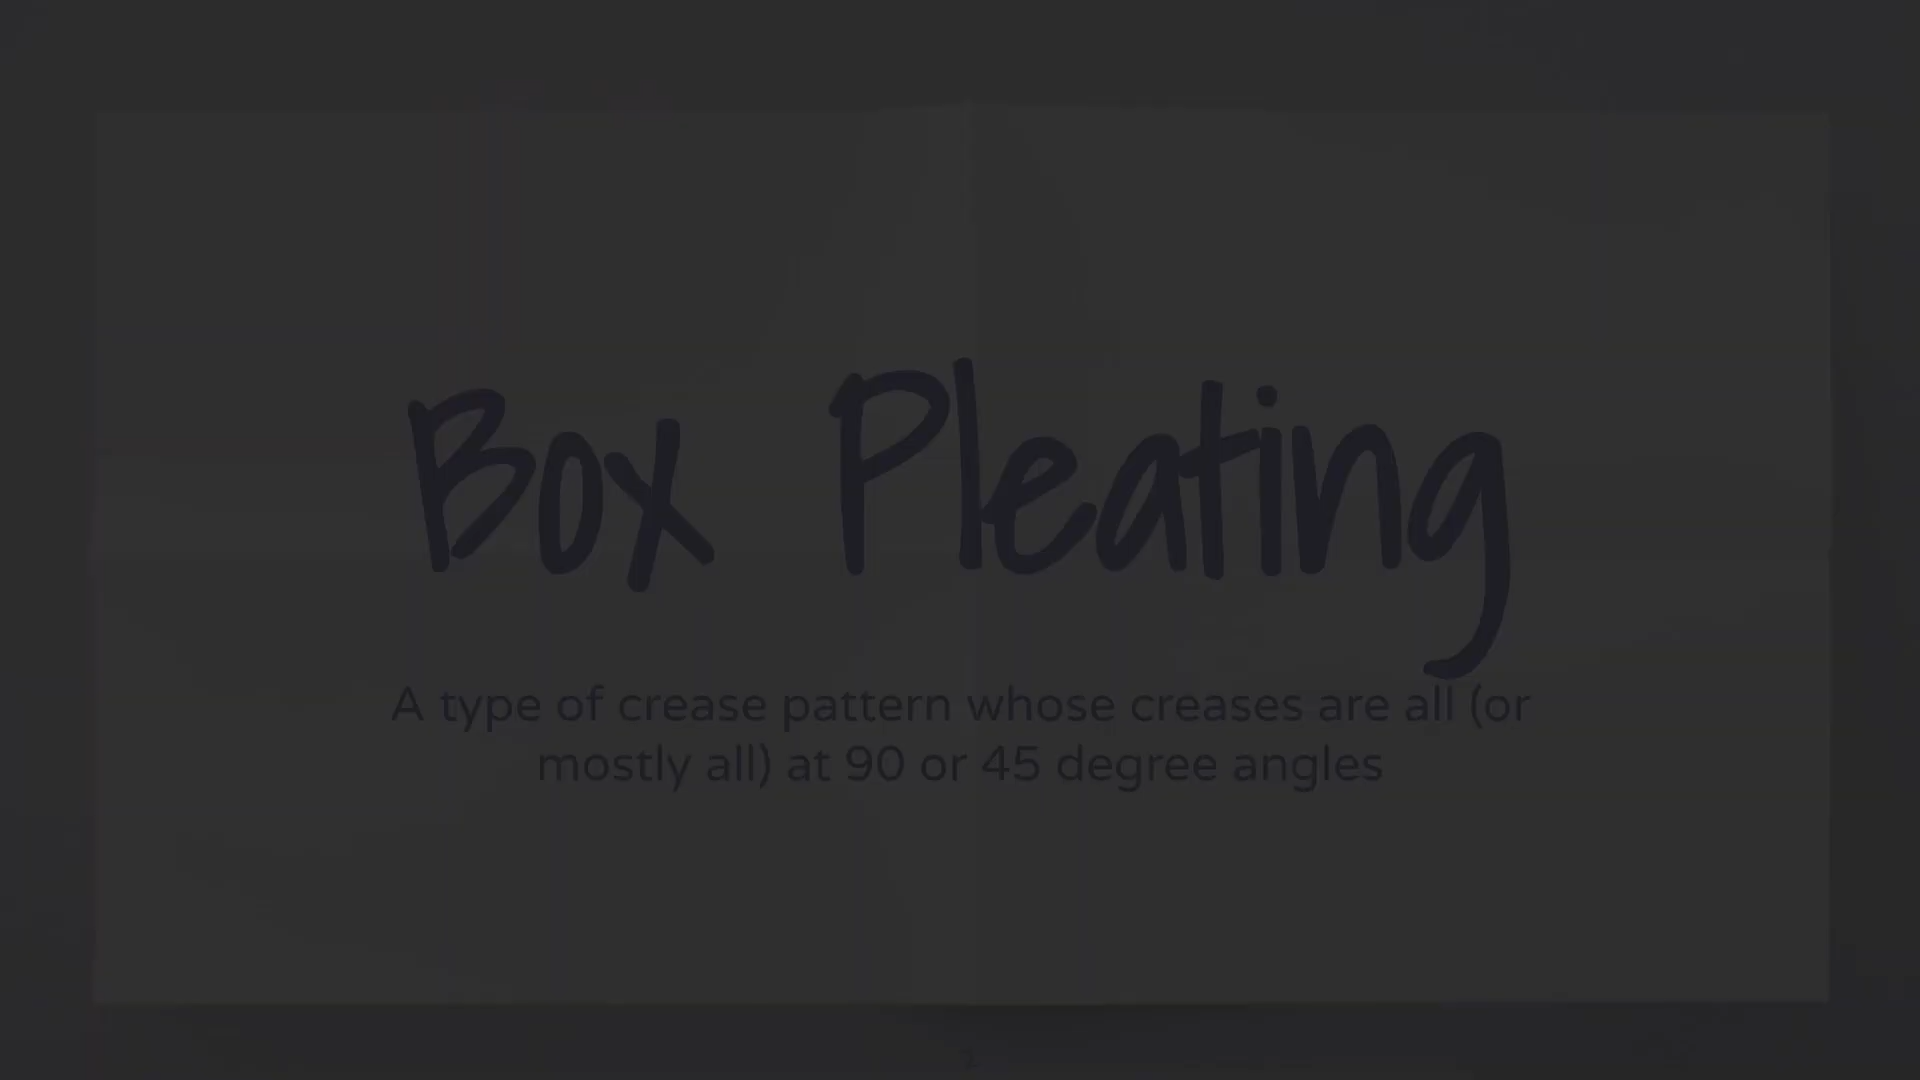 Box Pleating
A type of crease pattern whose creases are all (or
mostly all) at 90 or 45 degree angles